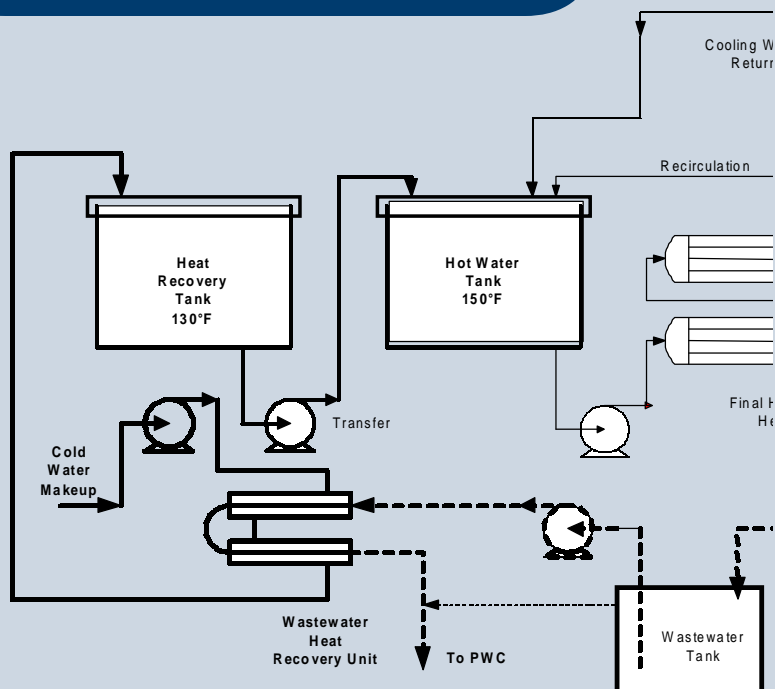 Cooling W
Return
Recirculation
Heat
Recovery
Tank
130°F
Hot Water
Tank
150°F
Transfer
Final H
He
Cold
Water
Makeup
Wastewater
Heat
Recovery Unit
To PWC
Wastewater
Tank